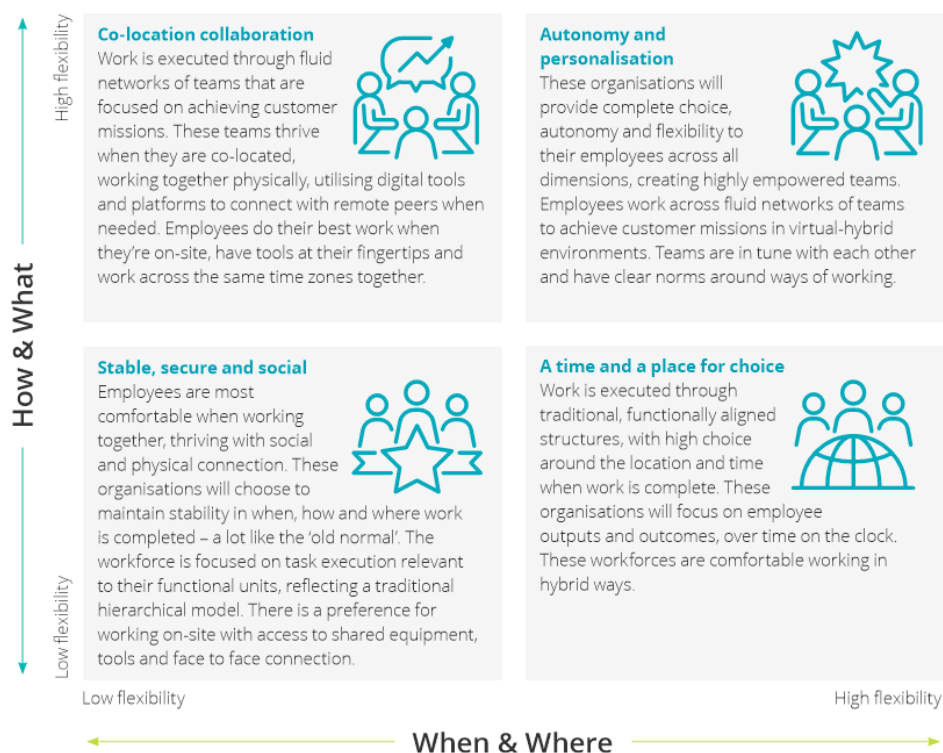 High flexibility
Co-location collaboration
Work is executed through fluid
networks of teams that are
focused on achieving customer
missions. These teams thrive
when they are co-located,
working together physically, utilising digital tools
and platforms to connect with remote peers when
needed. Employees do their best work when
they're on-site, have tools at their fingertips and
work across the same time zones together.
Autonomy and
personalisation
These organisations will
provide complete choice,
autonomy and flexibility to
their employees across all
dimensions, creating highly empowered teams.
Employees work across fluid networks of teams
to achieve customer missions in virtual-hybrid
environments. Teams are in tune with each other
and have clear norms around ways of working.
How & What
Stable, secure and social
Employees are most
comfortable when working
together, thriving with social
and physical connection. These
organisations will choose to
maintain stability in when, how and where work
is completed – a lot like the 'old normal'. The
workforce is focused on task execution relevant
to their functional units, reflecting a traditional
hierarchical model. There is a preference for
working on-site with access to shared equipment,
tools and face to face connection.
A time and a place for choice
Work is executed through
traditional, functionally aligned
structures, with high choice
around the location and time
when work is complete. These
organisations will focus on employee
outputs and outcomes, over time on the clock.
These workforces are comfortable working in
hybrid ways.
Low flexibility
Low flexibility
High flexibility
When & Where